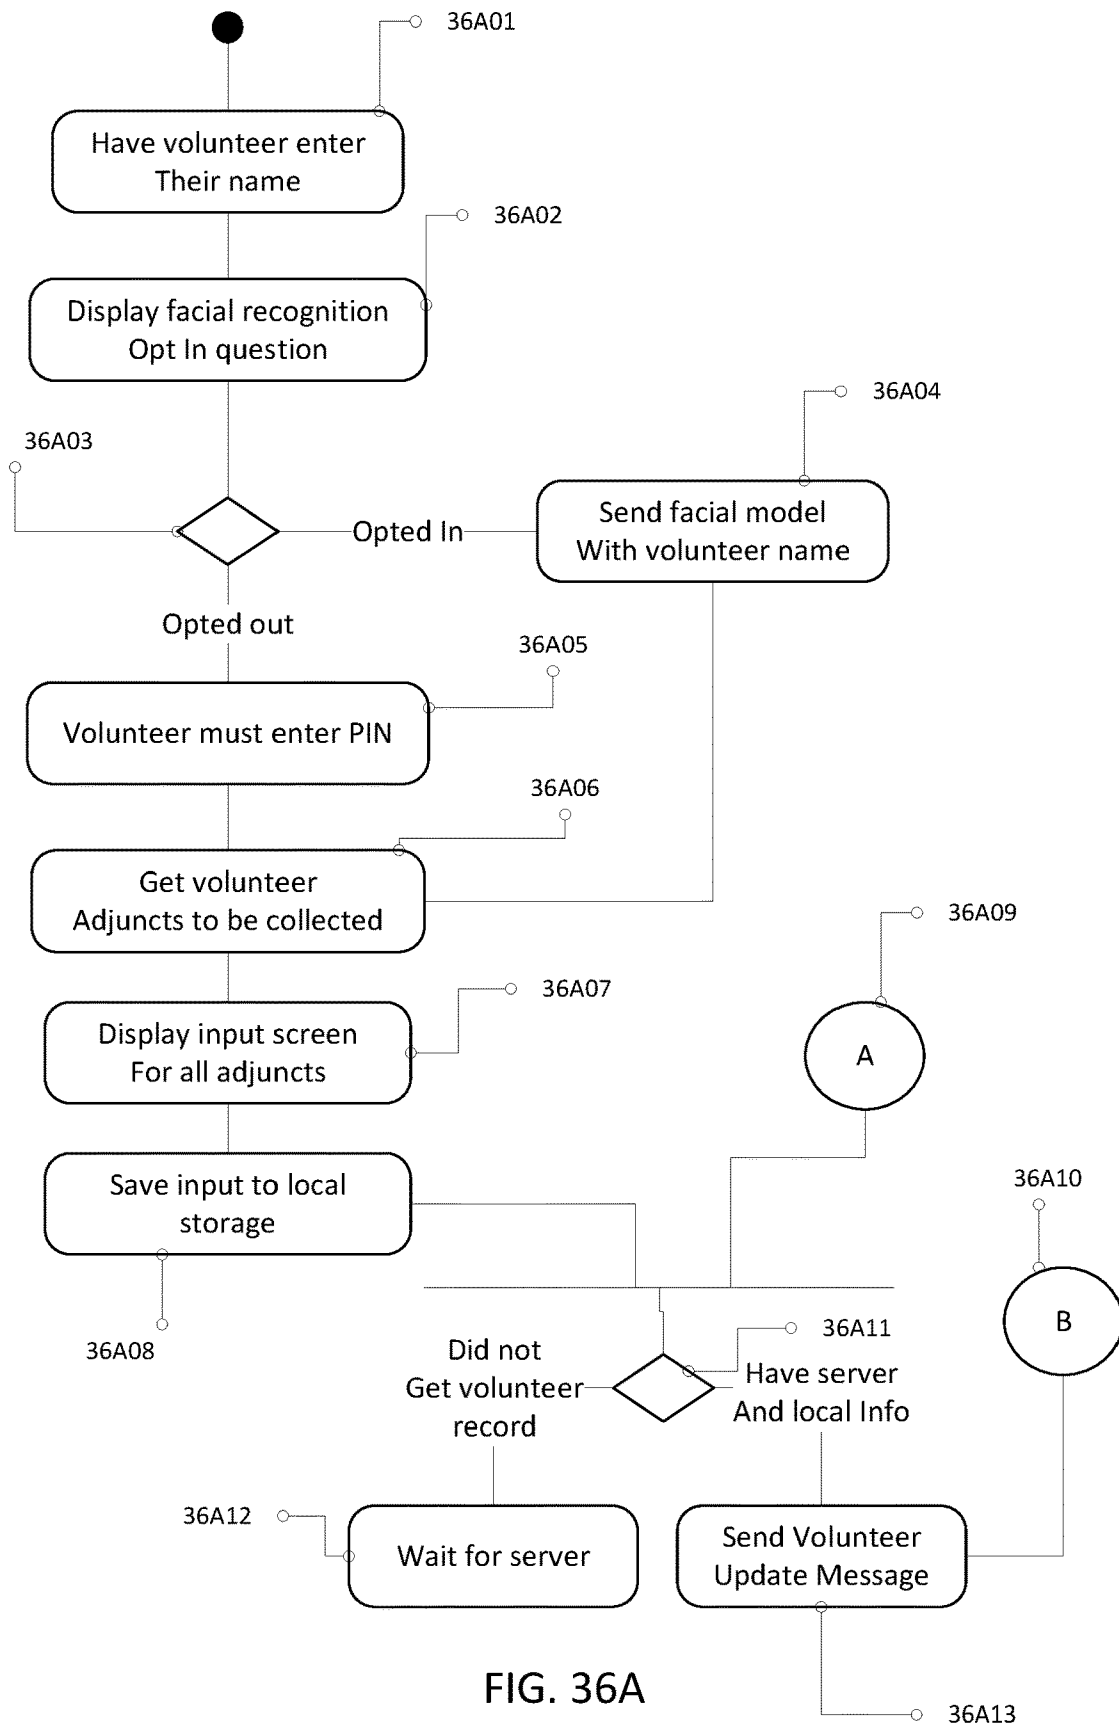 36A01
Have volunteer enter
Their name
36A02
Display facial recognition
Opt In question
36A04
36A03
Send facial model
With volunteer name
Opted In
Opted out
36A05
Volunteer must enter PIN
36A06
Get volunteer
Adjuncts to be collected
36A09
36A07
Display input screen
For all adjuncts
A
Save input to local
storage
36A10
36A08
B
36A11
Did not
Get volunteer
record
Have server
And local Info
36A12
Wait for server
Send Volunteer
Update Message
FIG. 36A
36A13